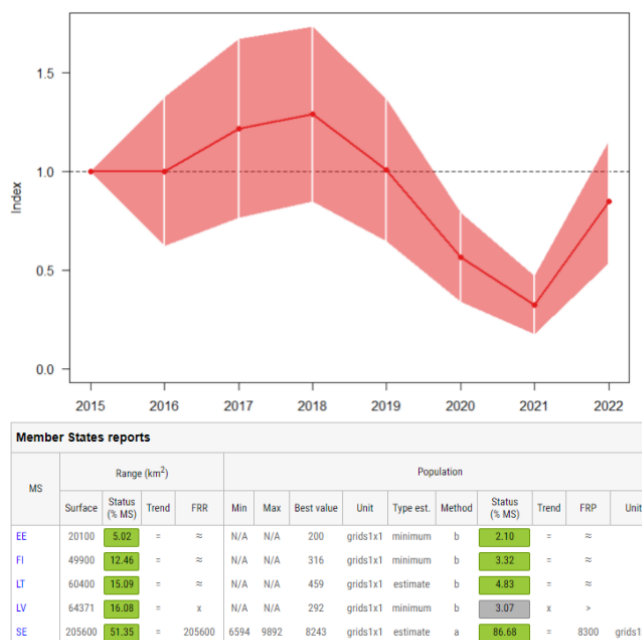 1.5
1.0
0.5
0.0
Index
2015 2016 2017 2018 2019 2020 2021 2022
Member States reports
MS Range (km2) Population
Surface Status (% MS) Trend FRR Min Max Best value Unit Type est. Method Status (% MS) Trend FRP Unit
EE 20100 5.02 = ≈ N/A N/A 200 grids1x1 minimum b 2.10 = ≈
FI 49900 12.46 = ≈ N/A N/A 316 grids1x1 minimum b 3.32 = ≈
LT 60400 15.09 = ≈ N/A N/A 459 grids1x1 estimate b 4.83 = ≈
LV 64371 16.08 = x N/A N/A 292 grids1x1 minimum b 3.07 x >
SE 205600 51.35 = 205600 6594 9892 8243 grids1x1 estimate a 86.68 = 8300 grids1